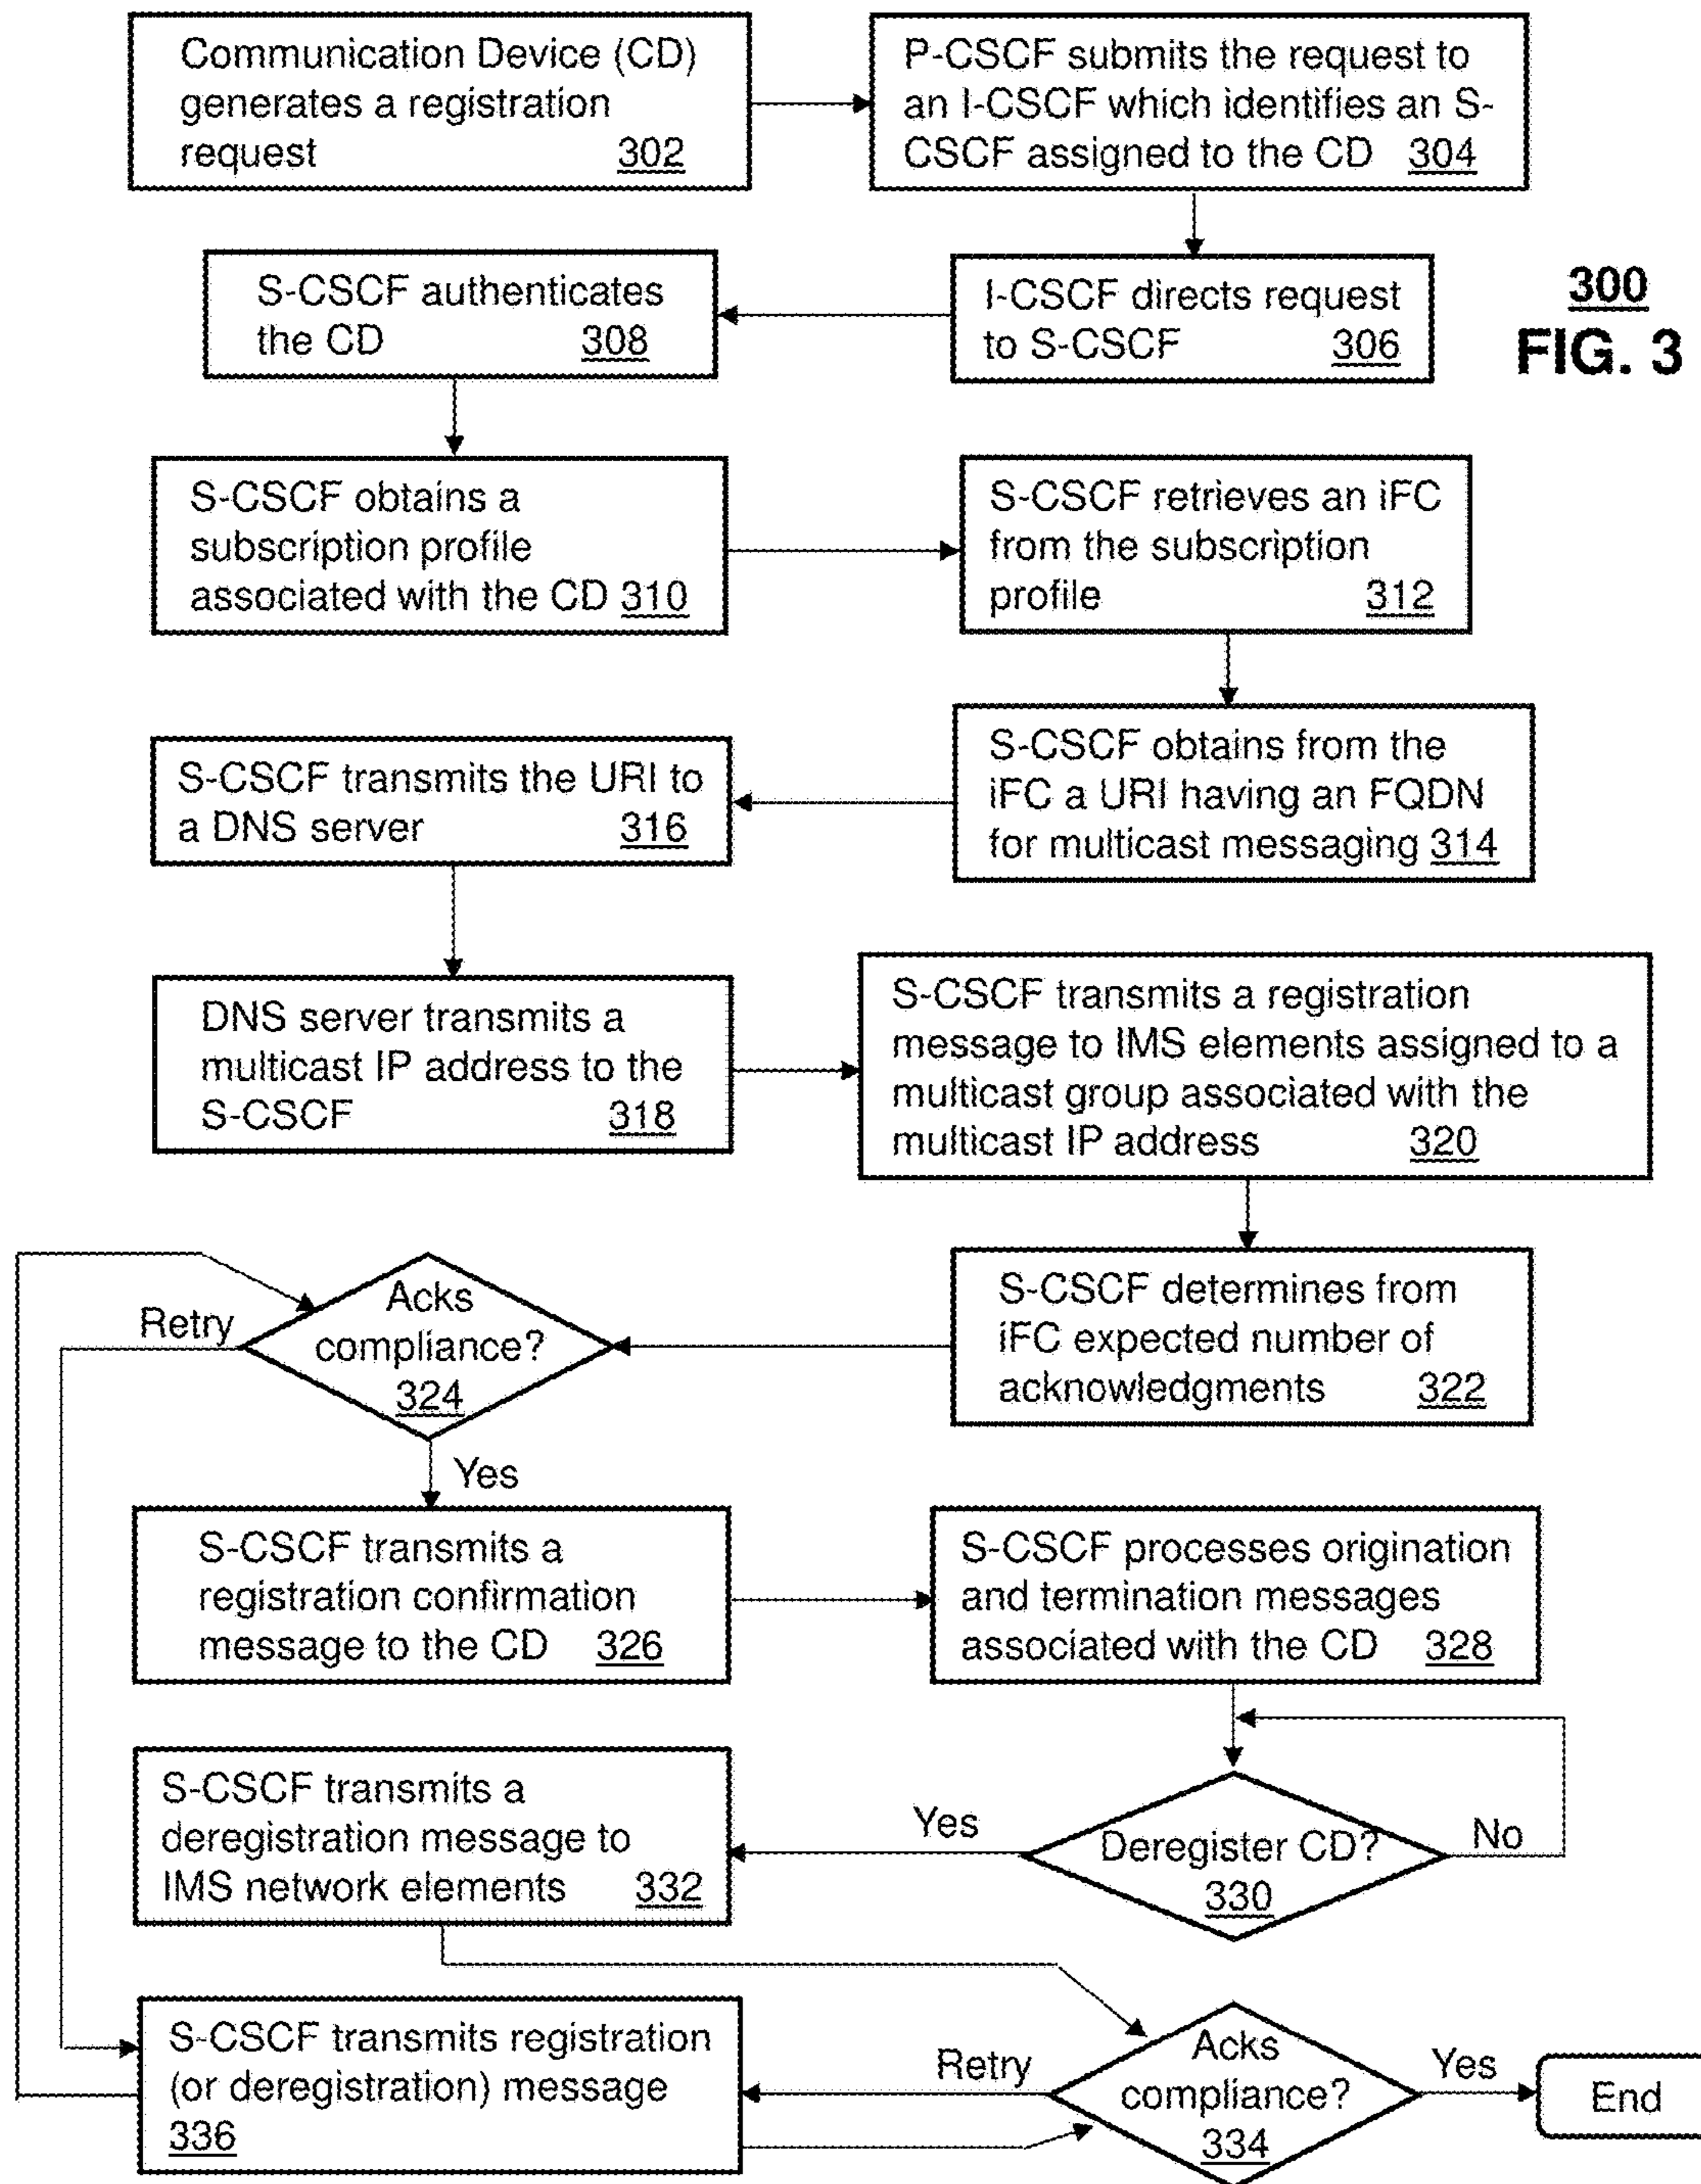 Communication Device (CD)
generates a registration
request 302
P-CSCF submits the request to
an I-CSCF which identifies an S-
CSCF assigned to the CD 304
S-CSCF authenticates
the CD 308
I-CSCF directs request
to S-CSCF 306
300
FIG. 3
S-CSCF obtains a
subscription profile
associated with the CD 310
S-CSCF retrieves an iFC
from the subscription
profile 312
S-CSCF transmits the URI to
a DNS server 316
S-CSCF obtains from the
iFC a URI having an FQDN
for multicast messaging 314
DNS server transmits a
multicast IP address to the
S-CSCF 318
S-CSCF transmits a registration
message to IMS elements assigned to a
multicast group associated with the
multicast IP address 320
Retry
Acks
compliance?
324
S-CSCF determines from
iFC expected number of
acknowledgments 322
Yes
S-CSCF transmits a
registration confirmation
message to the CD 326
S-CSCF processes origination
and termination messages
associated with the CD 328
S-CSCF transmits a
deregistration message to
IMS network elements 332
Yes
Deregister CD?
330
No
S-CSCF transmits registration
(or deregistration) message
336
Retry
Acks
compliance?
334
Yes
End